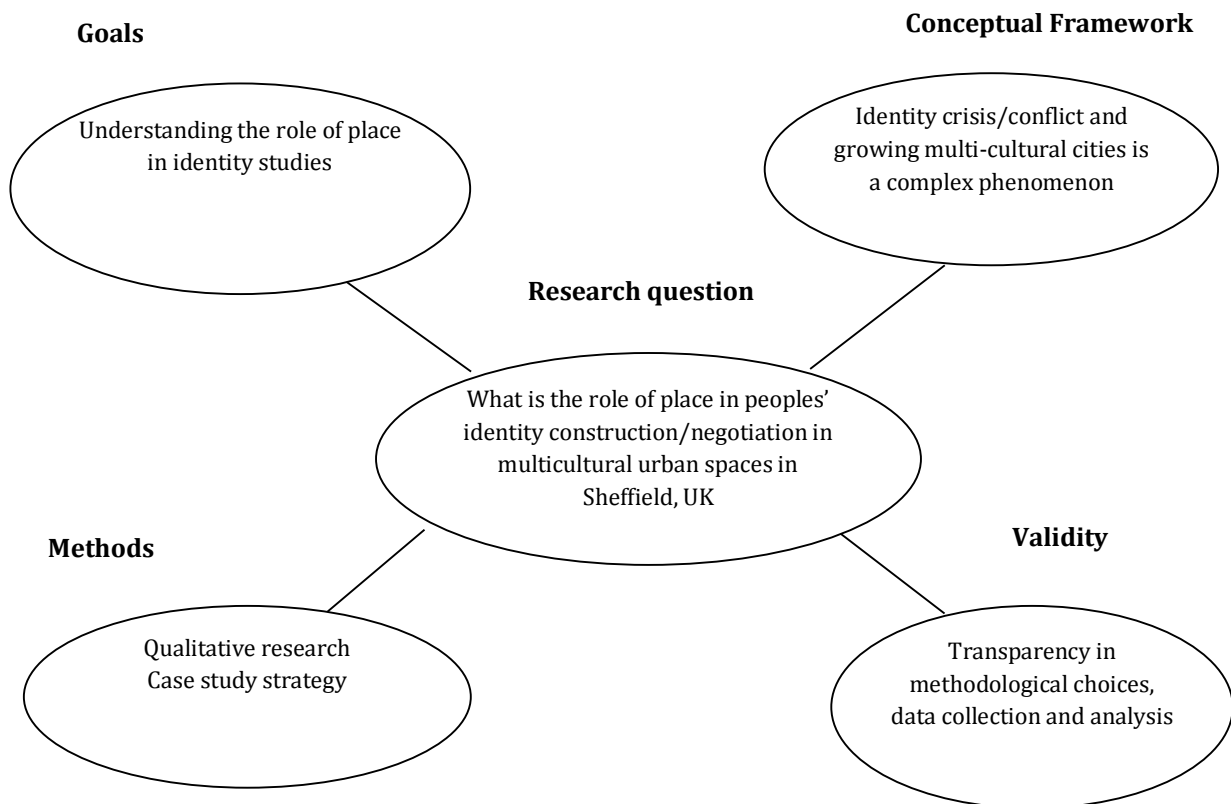 Goals
Understanding the role of place
in identity studies
Conceptual Framework
Identity crisis/conflict and
growing multi-cultural cities is
a complex phenomenon
Research question
What is the role of place in peoples’
identity construction/negotiation in
multicultural urban spaces in
Sheffield, UK
Methods
Qualitative research
Case study strategy
Validity
Transparency in
methodological choices,
data collection and analysis